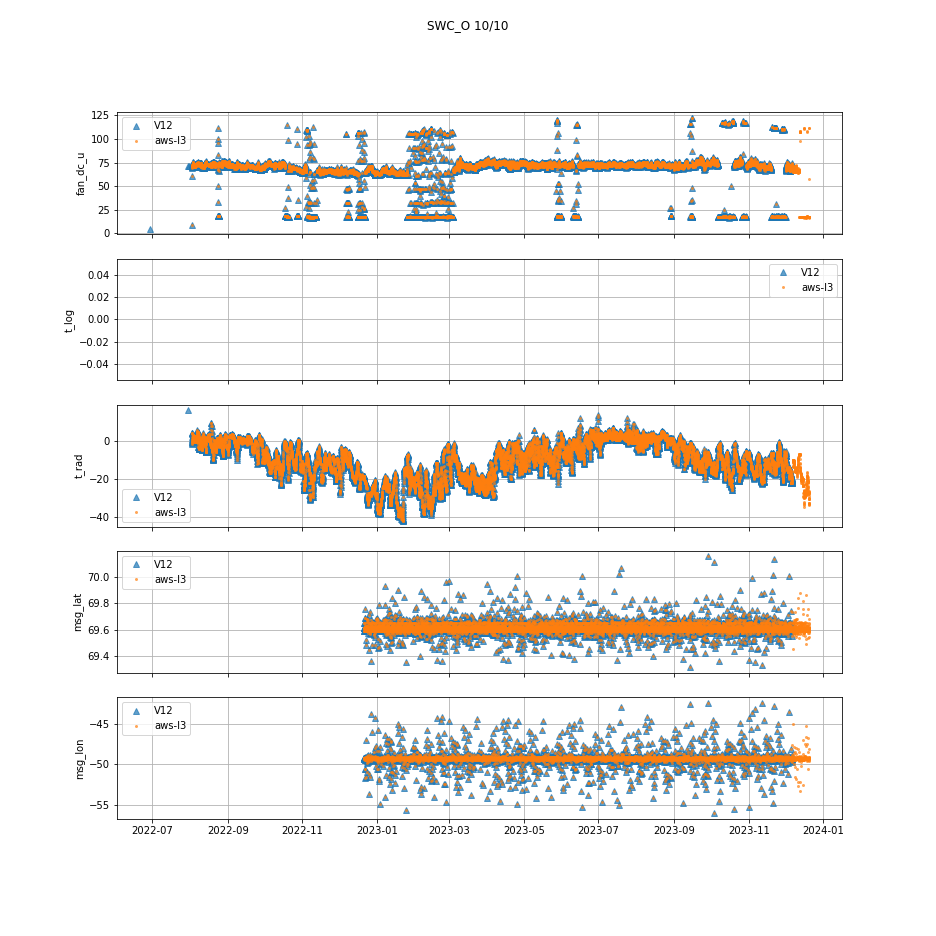 SWC_O 10/10
fan_dc_u
125
100
75
50
25
0
V12
aws-l3
t_log
0.04
0.02
0.00
−0.02
−0.04
V12
aws-l3
t_rad
0
−20
−40
V12
aws-l3
msg_lat
70.0
69.8
69.6
69.4
V12
aws-l3
msg_lon
−45
−50
−55
V12
aws-l3
2022-07 2022-09 2022-11 2023-01 2023-03 2023-05 2023-07 2023-09 2023-11 2024-01